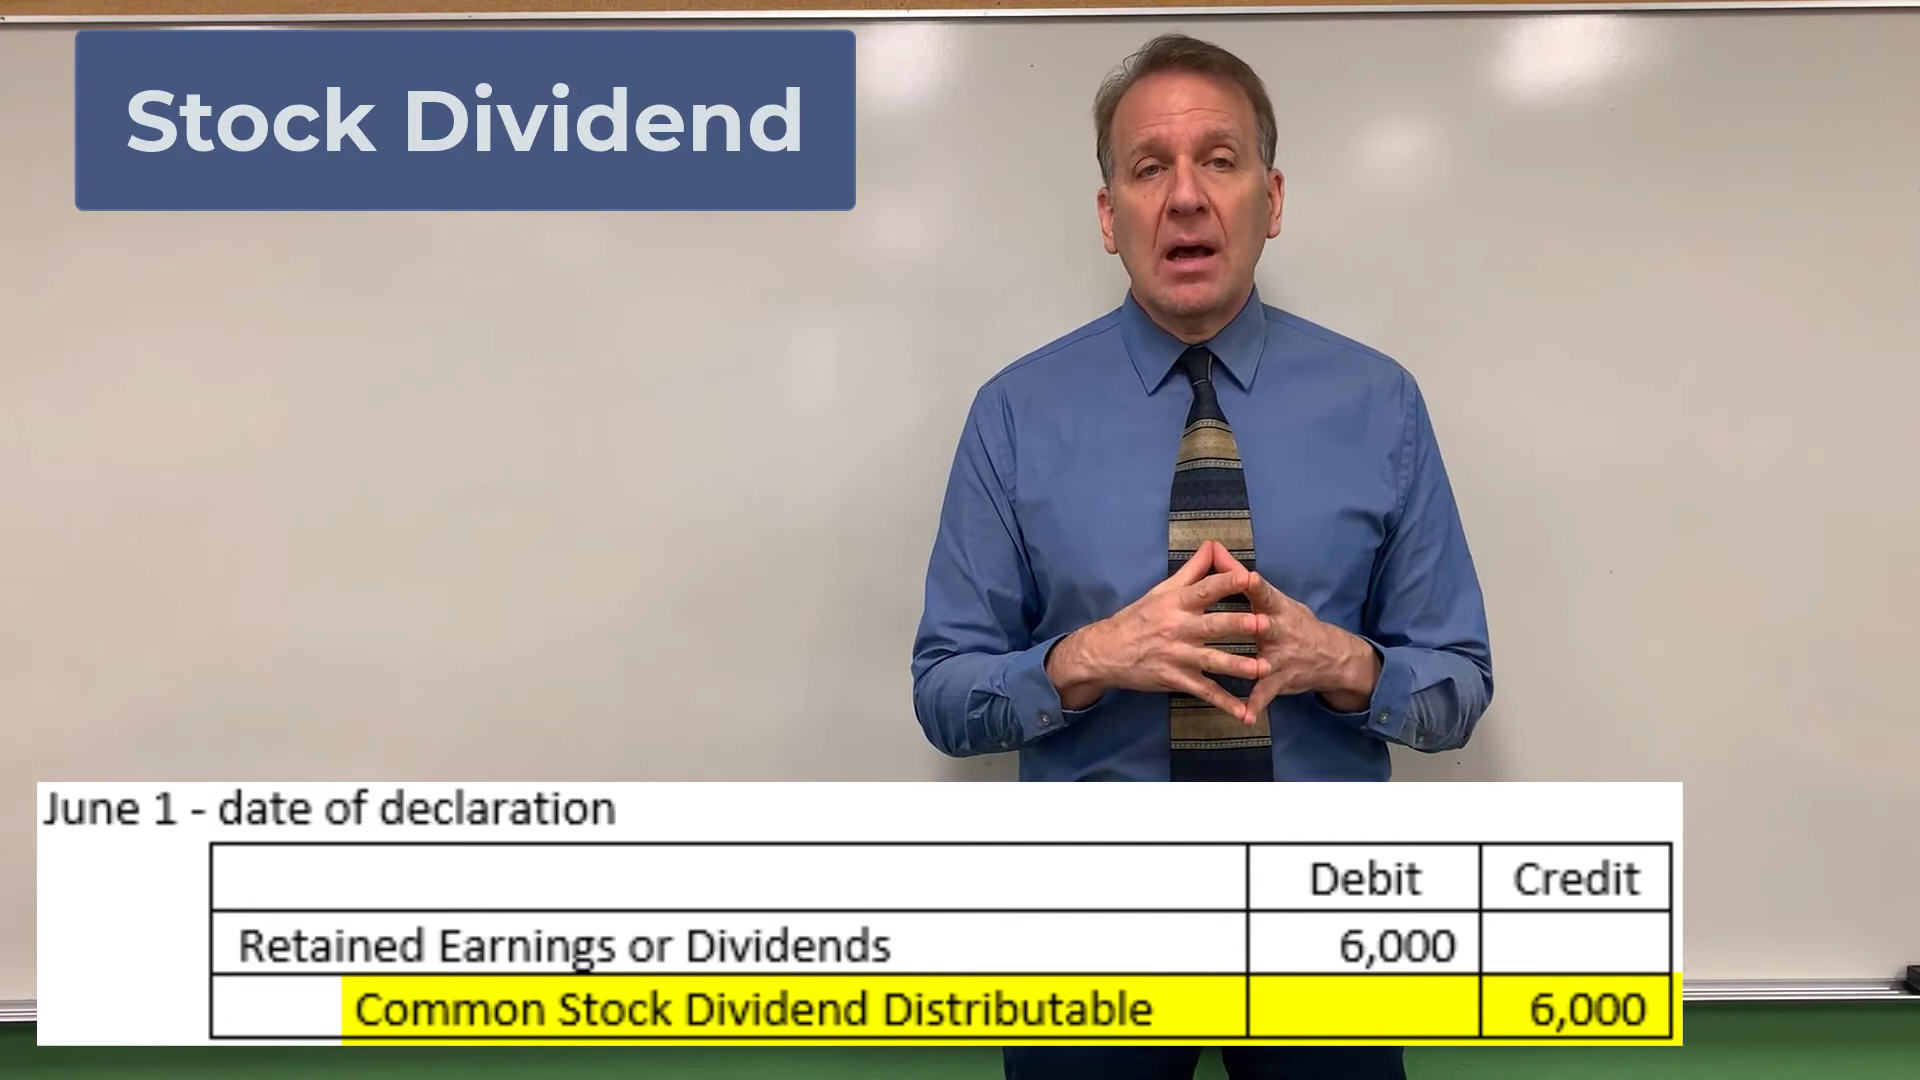 Stock Dividend
June 1 - date of declaration
Debit Credit
Retained Earnings or Dividends 6,000
Common Stock Dividend Distributable 6,000